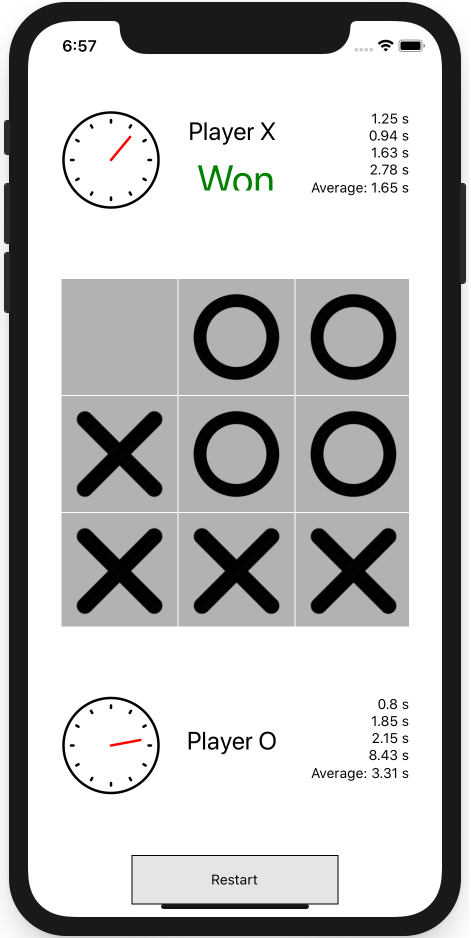 6:57
Player X
Won
1.25 s
0.94 s
1.63 s
2.78 s
Average: 1.65 s
Player O
0.8 s
1.85 s
2.15 s
8.43 s
Average: 3.31 s
Restart